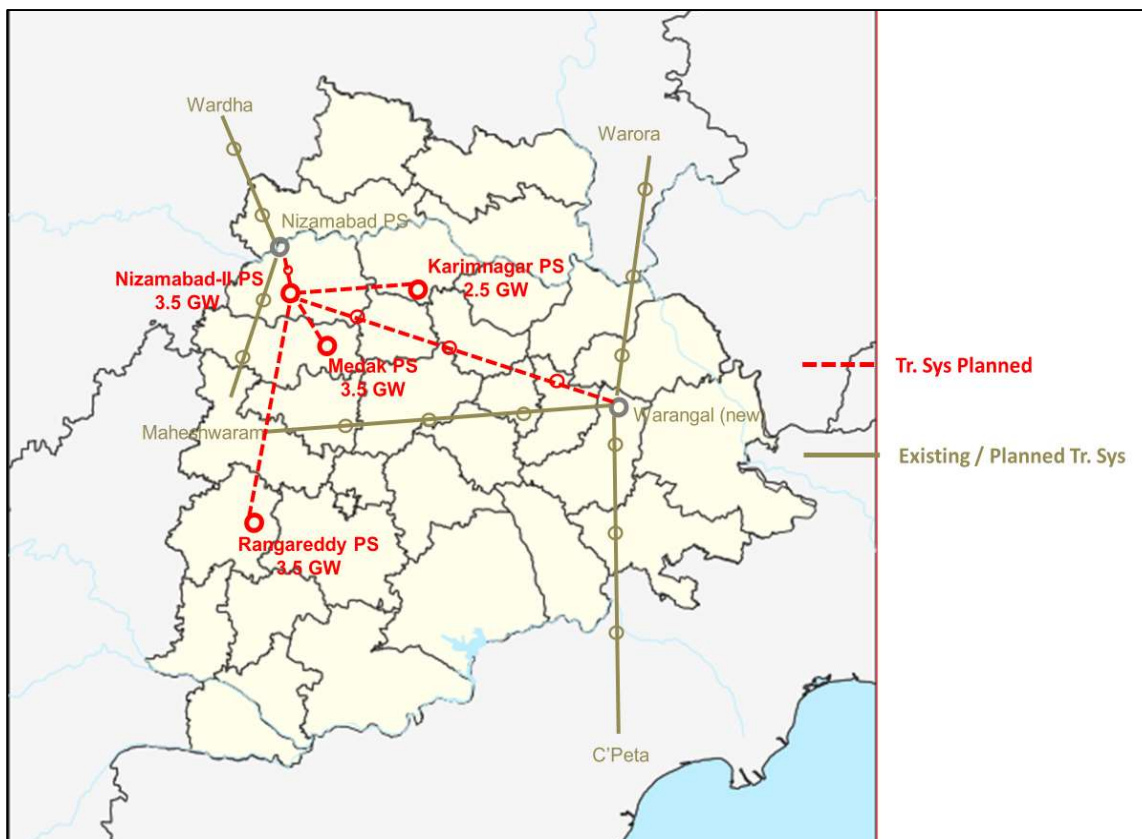 Wardha
Warora
Nizamabad PS
Nizamabad-II PS
3.5 GW
Karimnagar PS
2.5 GW
Medak PS
3.5 GW
Tr. Sys Planned
Maheshwaram
Warangal (new)
Existing / Planned Tr. Sys
Rangareddy PS
3.5 GW
C'Peta